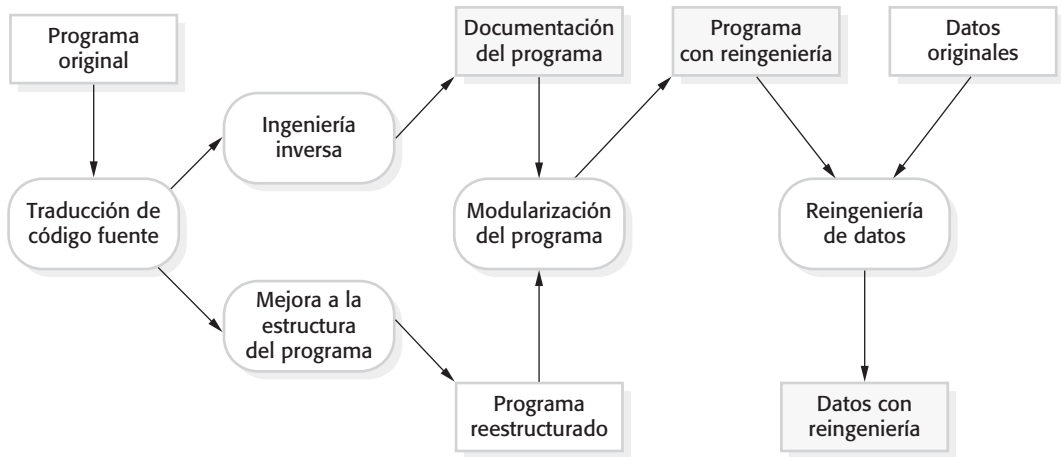 Programa
original
Documentación
del programa
Programa
con reingeniería
Datos
originales
Ingeniería
inversa
Traducción de
código fuente
Modularización
del programa
Reingeniería
de datos
Mejora a la
estructura
del programa
Programa
reestructurado
Datos con
reingeniería